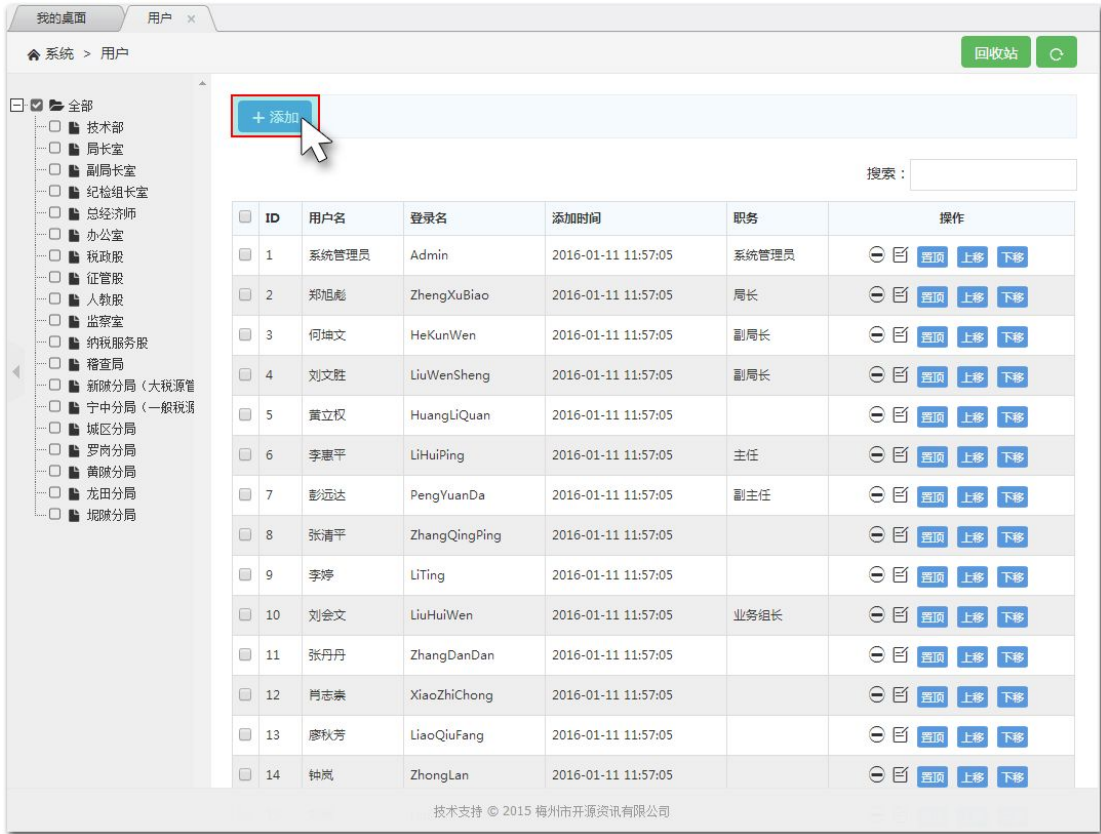 我的桌面 用户 ×
系统 > 用户 回收站
全部
技术部
局长室
副局长室
纪检组长室
总经济师
办公室
税政股
征管股
人教股
监察室
纳税服务股
稽查局
新陂分局（大税源管
宁中分局（一般税源
城区分局
罗岗分局
黄陂分局
龙田分局
坭陂分局
+ 添加
搜索：
ID 用户名 登录名 添加时间 职务 操作
1 系统管理员 Admin 2016-01-11 11:57:05 系统管理员 置顶 上移 下移
2 郑旭彪 ZhengXuBiao 2016-01-11 11:57:05 局长 置顶 上移 下移
3 何坤文 HeKunWen 2016-01-11 11:57:05 副局长 置顶 上移 下移
4 刘文胜 LiuWenSheng 2016-01-11 11:57:05 副局长 置顶 上移 下移
5 黄立权 HuangLiQuan 2016-01-11 11:57:05 置顶 上移 下移
6 李惠平 LiHuiPing 2016-01-11 11:57:05 主任 置顶 上移 下移
7 彭远达 PengYuanDa 2016-01-11 11:57:05 副主任 置顶 上移 下移
8 张清平 ZhangQingPing 2016-01-11 11:57:05 置顶 上移 下移
9 李婷 LiTing 2016-01-11 11:57:05 置顶 上移 下移
10 刘会文 LiuHuiWen 2016-01-11 11:57:05 业务组长 置顶 上移 下移
11 张丹丹 ZhangDanDan 2016-01-11 11:57:05 置顶 上移 下移
12 肖志崇 XiaoZhiChong 2016-01-11 11:57:05 置顶 上移 下移
13 廖秋芳 LiaoQiuFang 2016-01-11 11:57:05 置顶 上移 下移
14 钟岚 ZhongLan 2016-01-11 11:57:05 置顶 上移 下移
技术支持 © 2015 梅州市开源资讯有限公司